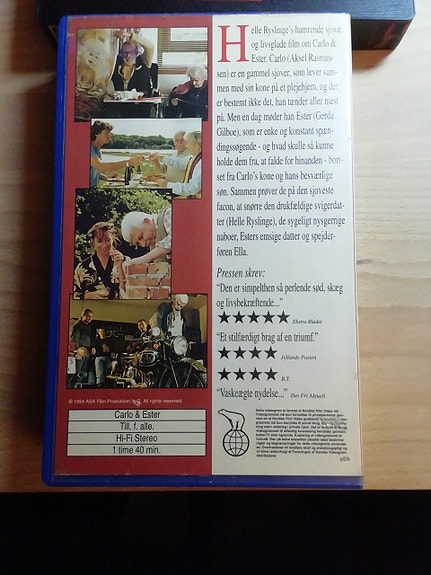 Helle Ryslinge's hamrende sjove
og livsglade film om Carlo &
Ester. Carlo (Aksel Rasmus-
sen) er en gammel sjover, som lever sam-
men med sin kone på et plejehjem, og det
er bestemt ikke det, han tænder aller mest
på. Men en dag møder han Ester (Gerda
Gilboe), som er enke og konstant spæn-
dingssøgende - og hvad skulle så kunne
holde dem fra, at falde for hinanden - bort-
set fra Carlo's kone og hans besværlige
søn. Sammen prøver de på den sjoveste
facon, at snørre den drukfældige svigerdat-
ter (Helle Ryslinge), de sygeligt nysgerrige
naboer, Esters emsige datter og spejder-
føren Ella.
Pressen skrev:
"Den er simpelthen så perlende sød, skæg
og livsbekræftende..."
★★★★★ Ekstra Bladet
"Et stilfærdigt brag af en triumf."
★★★★ Jyllands Posten
★★★★ B.T.
"Vaskeægte nydelse..." Det Fri Aktuelt
© 1994 ASA Film Produktion All rights reserved
Carlo & Ester
Till. f. alle.
Hi-Fi Stereo
1 time 40 min.